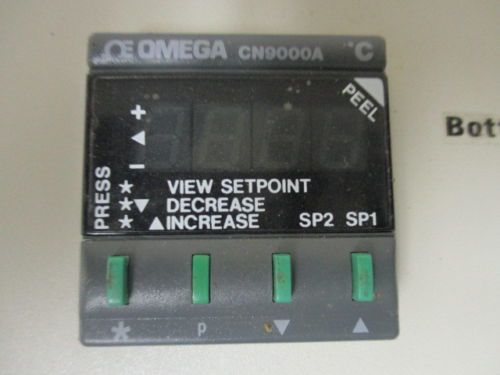 OMEGA CN9000A °C
PEEL
+
▲
−
PRESS
* VIEW SETPOINT
*▼ DECREASE
*▲ INCREASE SP2 SP1
* p ▼ ▲
Bott